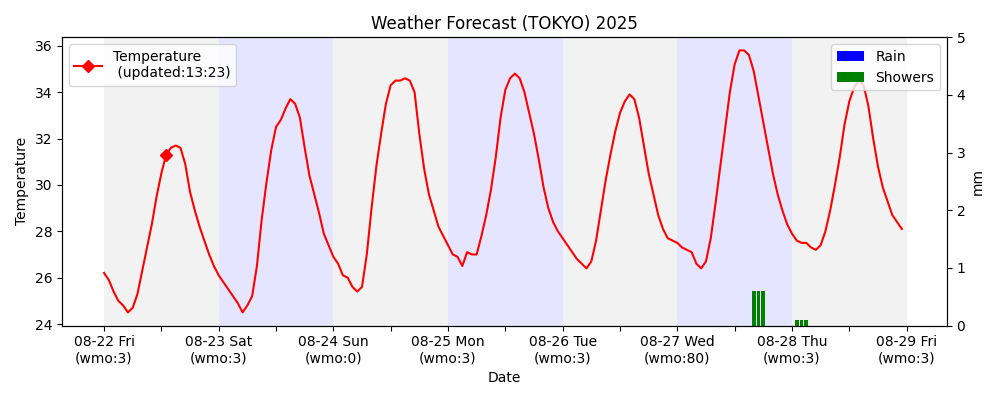 Weather Forecast (TOKYO) 2025
Temperature
(updated:13:23)
Rain
Showers
36
34
32
30
28
26
24
Temperature
5
4
3
2
1
0
mm
08-22 Fri
(wmo:3)
08-23 Sat
(wmo:3)
08-24 Sun
(wmo:0)
08-25 Mon
(wmo:3)
08-26 Tue
(wmo:3)
08-27 Wed
(wmo:80)
08-28 Thu
(wmo:3)
08-29 Fri
(wmo:3)
Date